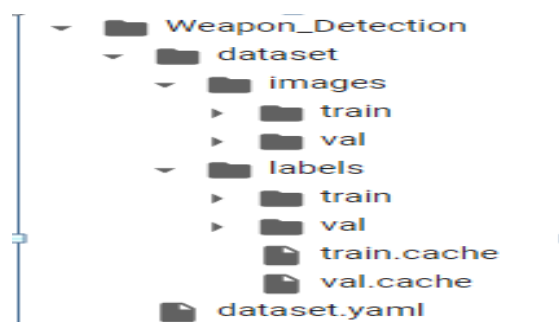 Weapon_Detection
dataset
images
train
val
labels
train
val
train.cache
val.cache
dataset.yaml